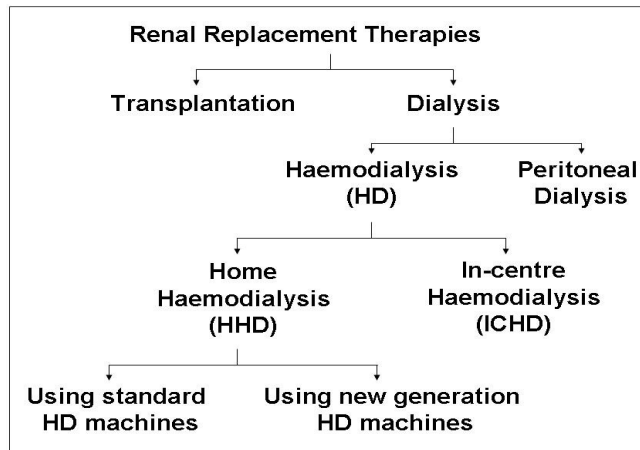 Renal Replacement Therapies
Transplantation
Dialysis
Haemodialysis
(HD)
Peritoneal
Dialysis
Home
Haemodialysis
(HHD)
In-centre
Haemodialysis
(ICHD)
Using standard
HD machines
Using new generation
HD machines